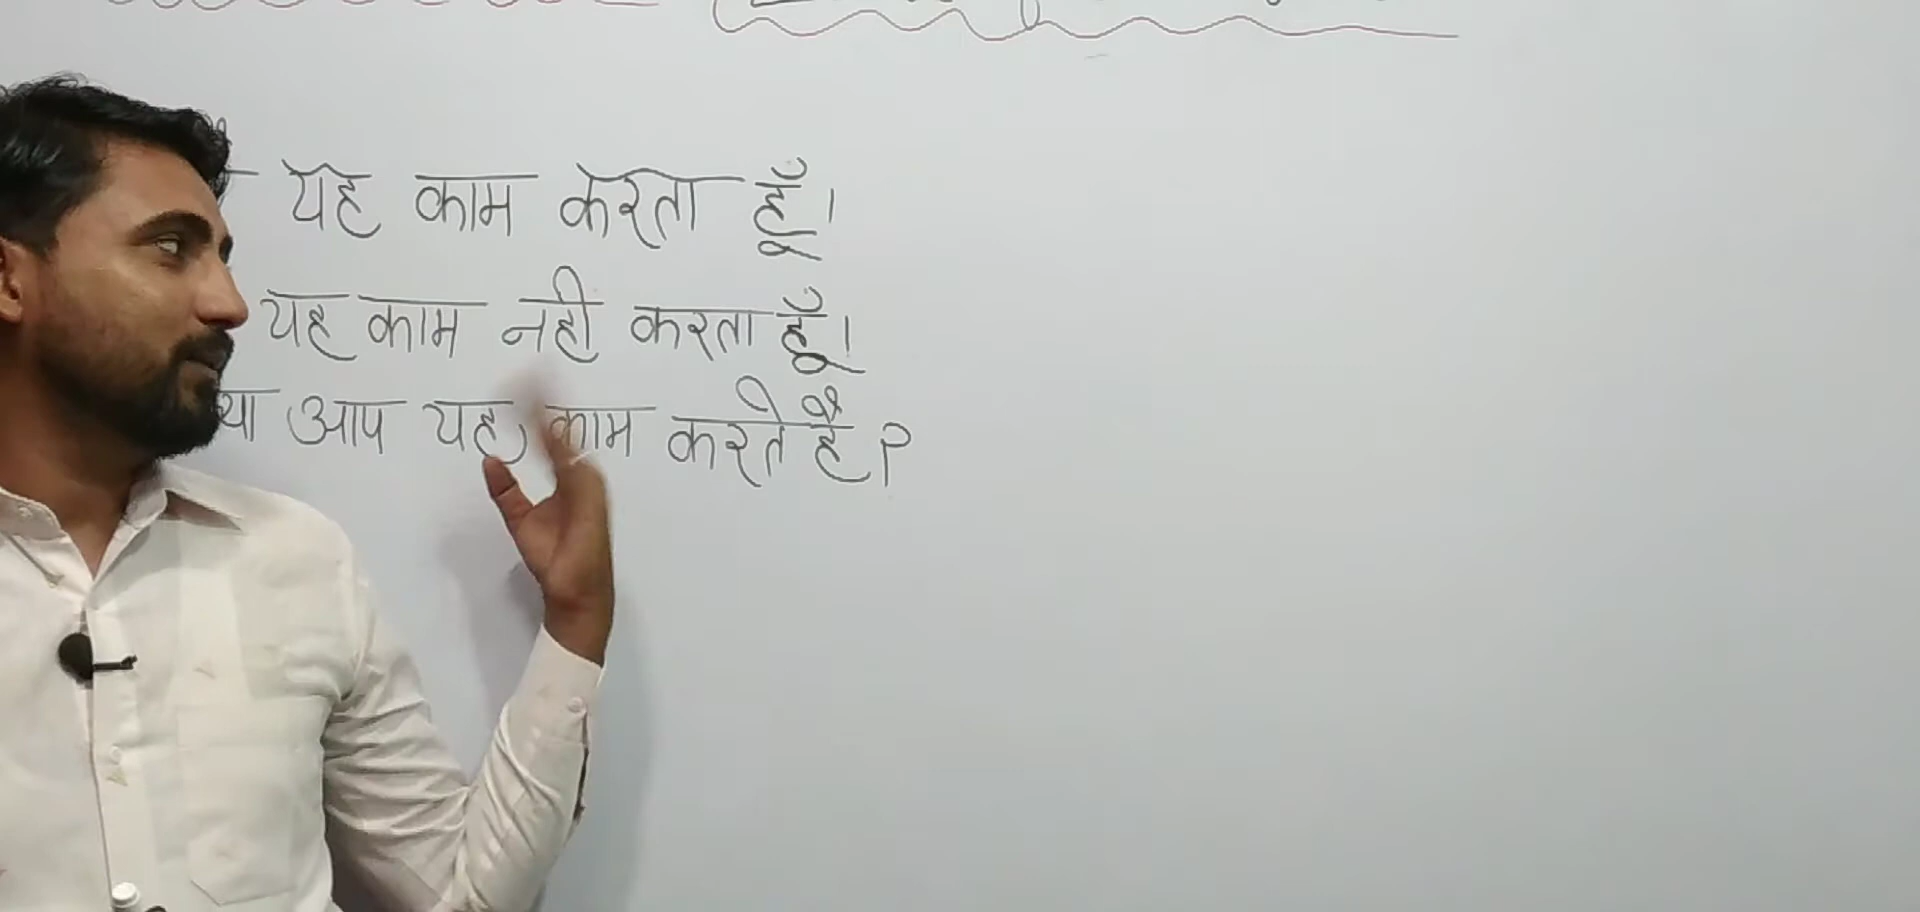 यह काम करता हूँ।
यह काम नही करता हूँ।
आप यह काम करते है?